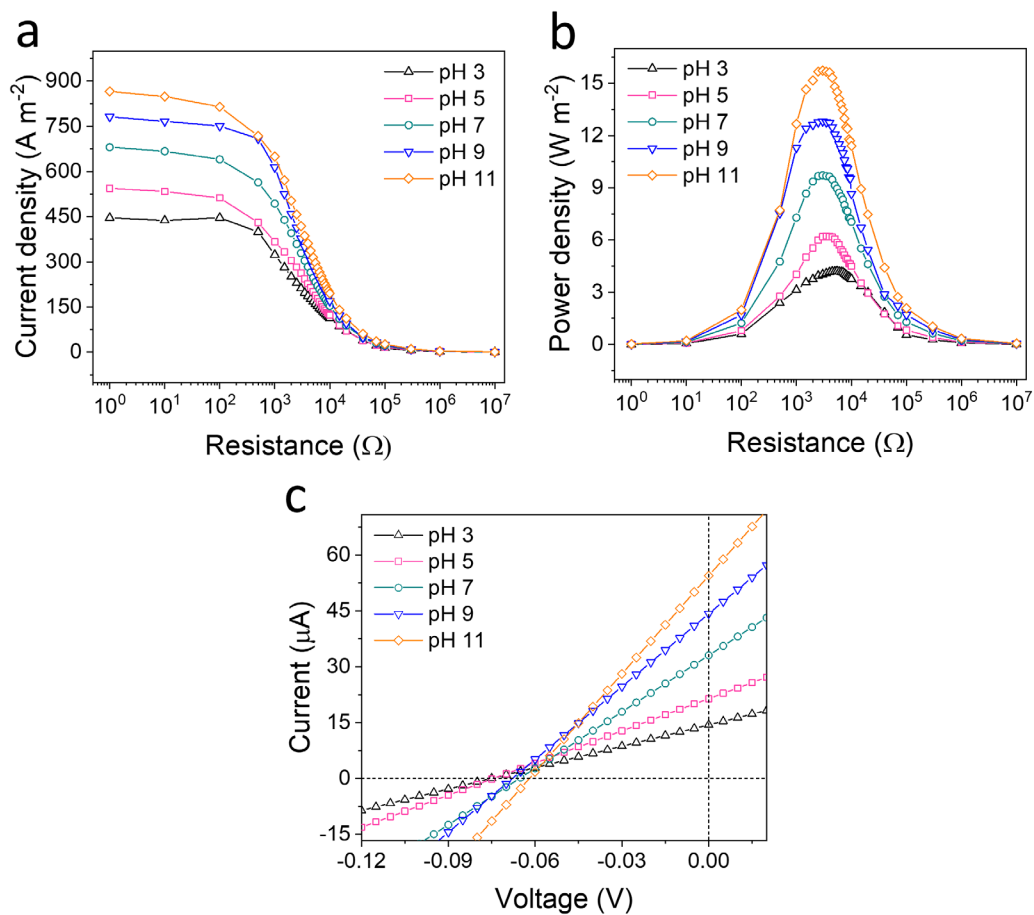 a
Current density (A m⁻²)
900
750
600
450
300
150
0
10⁰ 10¹ 10² 10³ 10⁴ 10⁵ 10⁶ 10⁷
Resistance (Ω)
pH 3
pH 5
pH 7
pH 9
pH 11
b
Power density (W m⁻²)
15
12
9
6
3
0
10⁰ 10¹ 10² 10³ 10⁴ 10⁵ 10⁶ 10⁷
Resistance (Ω)
pH 3
pH 5
pH 7
pH 9
pH 11
c
Current (μA)
60
45
30
15
0
-15
-0.12 -0.09 -0.06 -0.03 0.00
Voltage (V)
pH 3
pH 5
pH 7
pH 9
pH 11